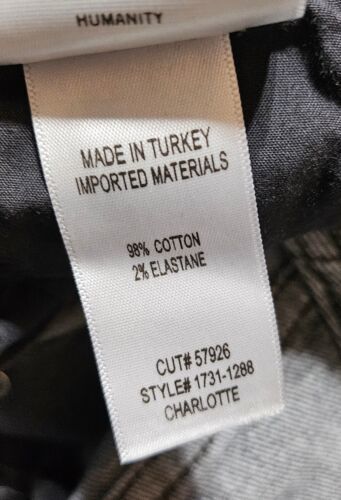 HUMANITY
MADE IN TURKEY
IMPORTED MATERIALS
98% COTTON
2% ELASTANE
CUT# 57926
STYLE# 1731-1288
CHARLOTTE